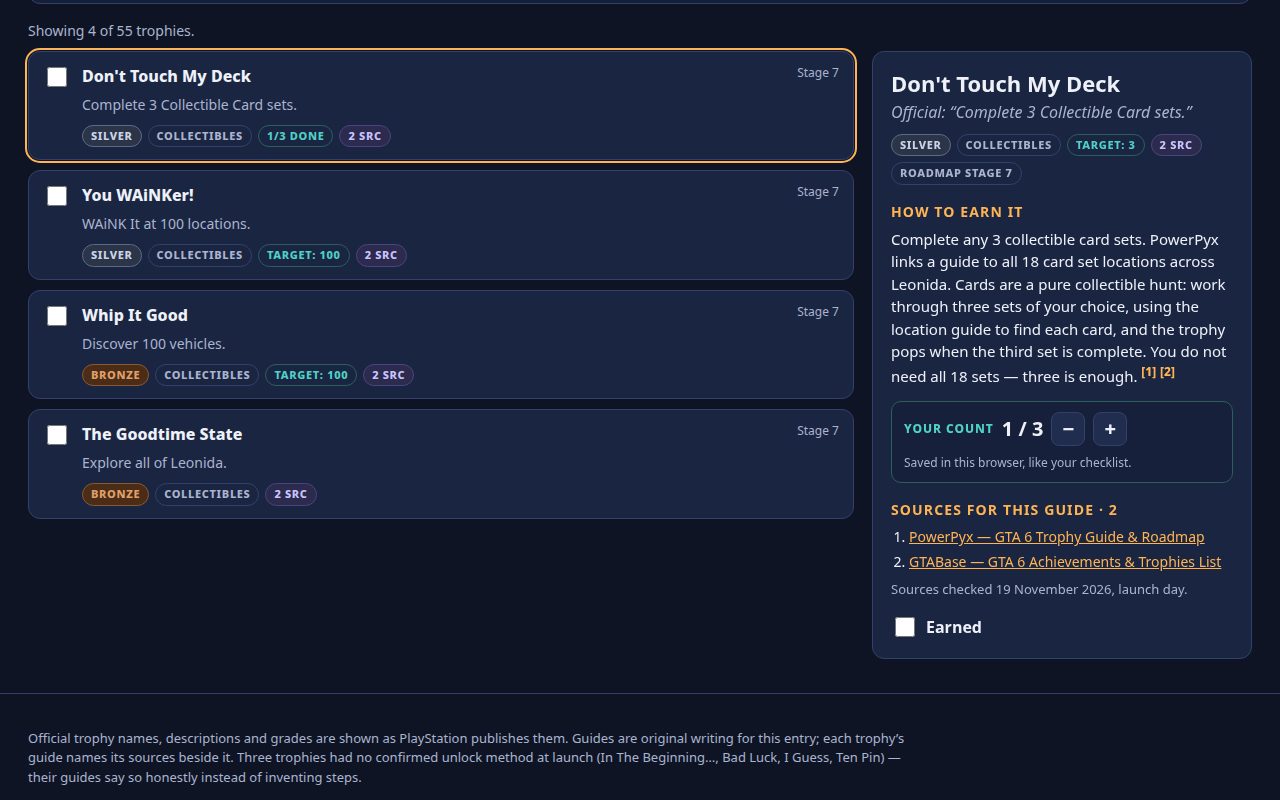 Showing 4 of 55 trophies.
Don't Touch My Deck
Stage 7
Complete 3 Collectible Card sets.
SILVER COLLECTIBLES 1/3 DONE 2 SRC
You WAiNKer!
Stage 7
WAiNK It at 100 locations.
SILVER COLLECTIBLES TARGET: 100 2 SRC
Whip It Good
Stage 7
Discover 100 vehicles.
BRONZE COLLECTIBLES TARGET: 100 2 SRC
The Goodtime State
Stage 7
Explore all of Leonida.
BRONZE COLLECTIBLES 2 SRC
Don't Touch My Deck
Official: “Complete 3 Collectible Card sets.”
SILVER COLLECTIBLES TARGET: 3 2 SRC
ROADMAP STAGE 7
HOW TO EARN IT
Complete any 3 collectible card sets. PowerPyx
links a guide to all 18 card set locations across
Leonida. Cards are a pure collectible hunt: work
through three sets of your choice, using the
location guide to find each card, and the trophy
pops when the third set is complete. You do not
need all 18 sets — three is enough. [1] [2]
YOUR COUNT 1 / 3 − +
Saved in this browser, like your checklist.
SOURCES FOR THIS GUIDE · 2
1. PowerPyx — GTA 6 Trophy Guide & Roadmap
2. GTABase — GTA 6 Achievements & Trophies List
Sources checked 19 November 2026, launch day.
Earned
Official trophy names, descriptions and grades are shown as PlayStation publishes them. Guides are original writing for this entry; each trophy’s
guide names its sources beside it. Three trophies had no confirmed unlock method at launch (In The Beginning..., Bad Luck, I Guess, Ten Pin) —
their guides say so honestly instead of inventing steps.